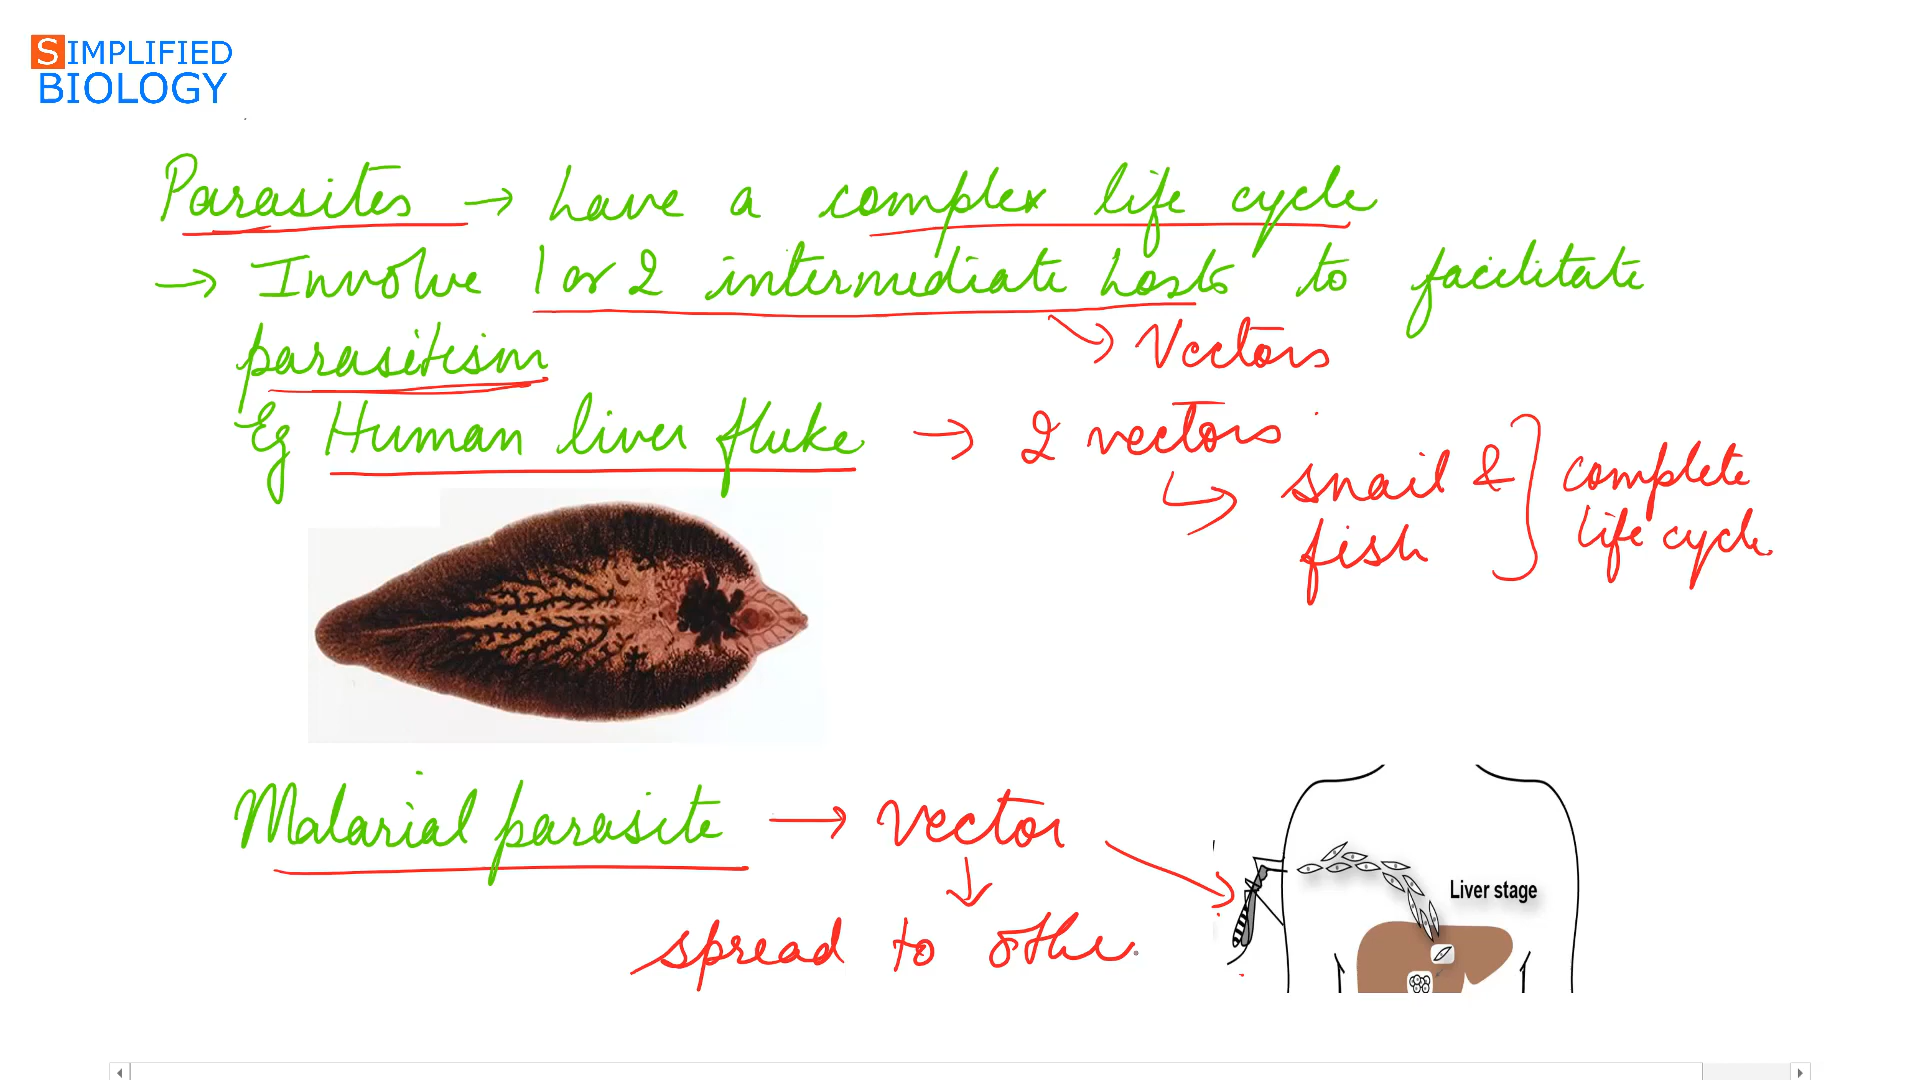 SIMPLIFIED
BIOLOGY
Parasites → have a complex life cycle
→ Involve 1 or 2 intermediate hosts to facilitate
parasitism
→ Vectors
Eg Human liver fluke → 2 vectors
↳ snail &
fish
complete
life cycle
Malarial parasite → vector
↓
spread to othe
Liver stage